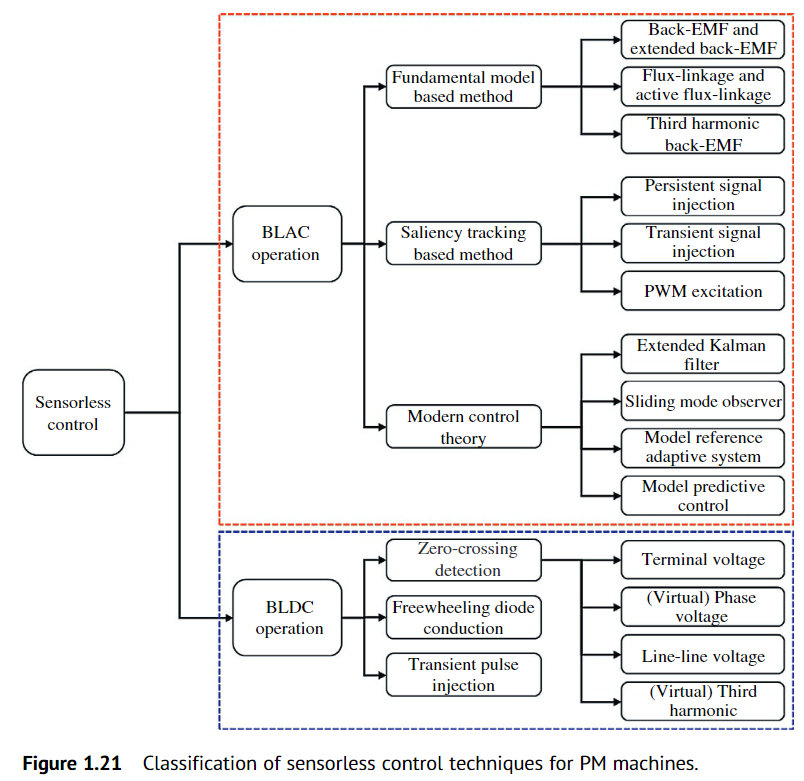 Back-EMF and
extended back-EMF
Fundamental model
based method
Flux-linkage and
active flux-linkage
Third harmonic
back-EMF
Persistent signal
injection
BLAC
operation
Saliency tracking
based method
Transient signal
injection
PWM excitation
Extended Kalman
filter
Sensorless
control
Modern control
theory
Sliding mode observer
Model reference
adaptive system
Model predictive
control
Zero-crossing
detection
Terminal voltage
BLDC
operation
Freewheeling diode
conduction
(Virtual) Phase
voltage
Transient pulse
injection
Line-line voltage
(Virtual) Third
harmonic
Figure 1.21 Classification of sensorless control techniques for PM machines.